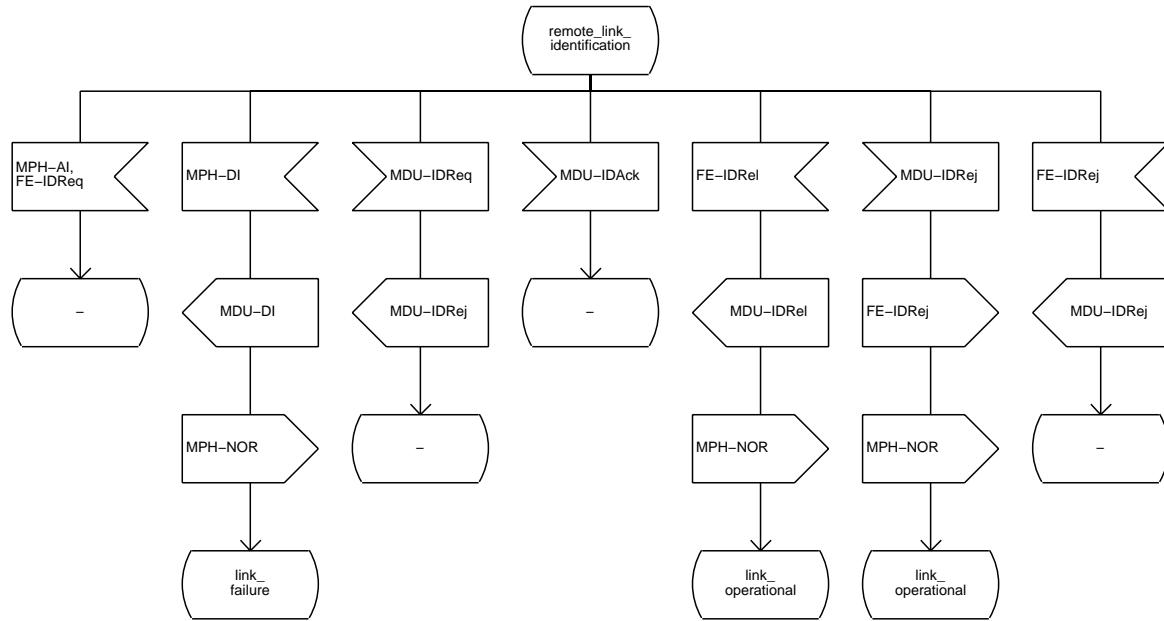 remote_link_
identification
MPH−AI,
FE−IDReq
MPH−DI
MDU−IDReq
MDU−IDAck
FE−IDRel
MDU−IDRej
FE−IDRej
−
MDU−DI
MDU−IDRej
−
MDU−IDRel
FE−IDRej
MDU−IDRej
MPH−NOR
−
MPH−NOR
MPH−NOR
−
link_
failure
link_
operational
link_
operational